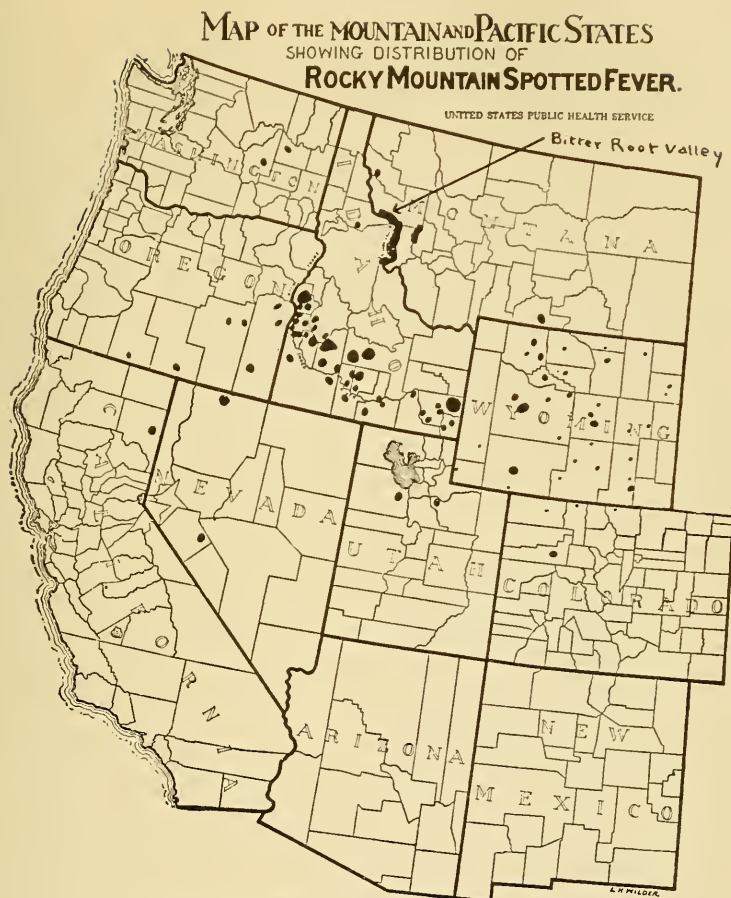 MAP OF THE MOUNTAIN AND PACIFIC STATES
SHOWING DISTRIBUTION OF
ROCKY MOUNTAIN SPOTTED FEVER.
UNITED STATES PUBLIC HEALTH SERVICE
Bitter Root Valley
WASHINGTON
MONTANA
OREGON
IDAHO
WYOMING
NEVADA
UTAH
COLORADO
CALIFORNIA
ARIZONA
NEW
MEXICO
L H WILDER